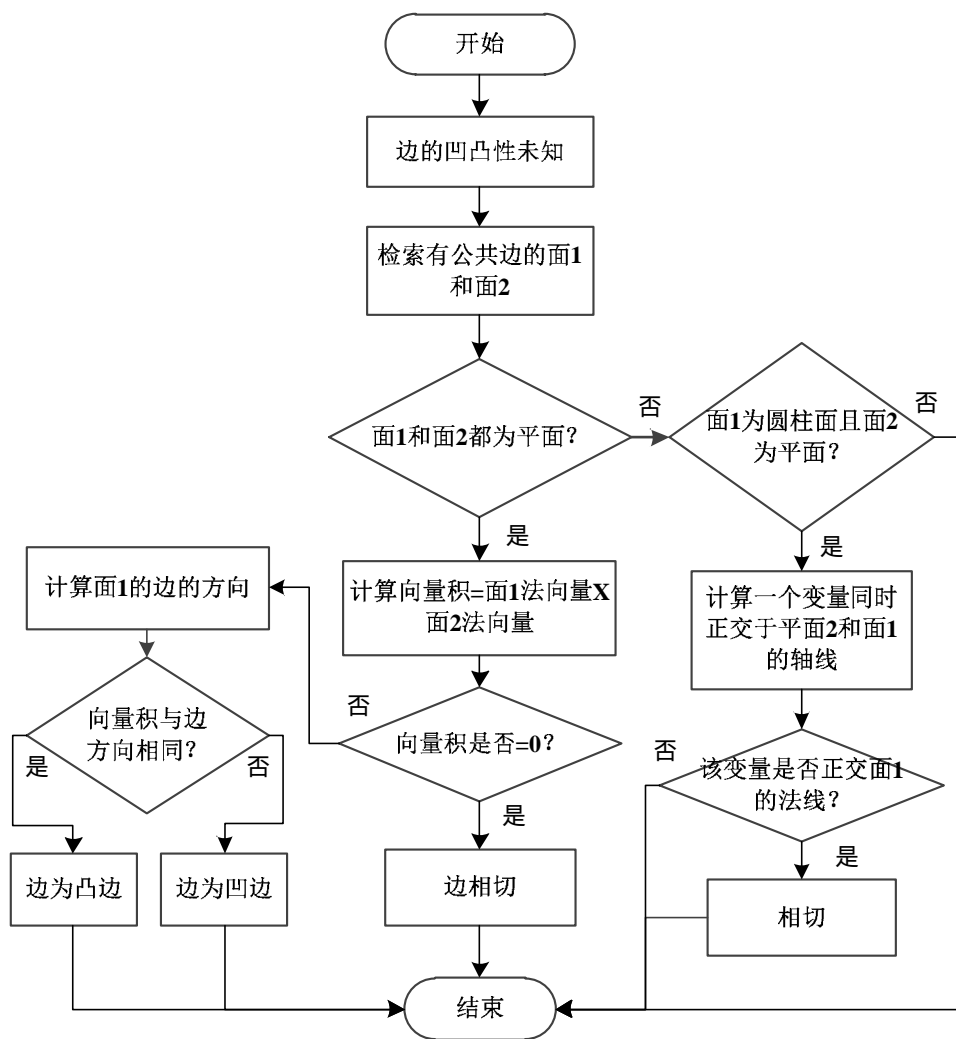 开始
边的凹凸性未知
检索有公共边的面1
和面2
面1和面2都为平面？
否
面1为圆柱面且面2
为平面？
否
是
是
计算面1的边的方向
计算向量积=面1法向量X
面2法向量
计算一个变量同时
正交于平面2和面1
的轴线
向量积与边
方向相同？
是
否
否
向量积是否=0？
否
该变量是否正交面1
的法线？
是
是
边为凸边
边为凹边
边相切
相切
结束